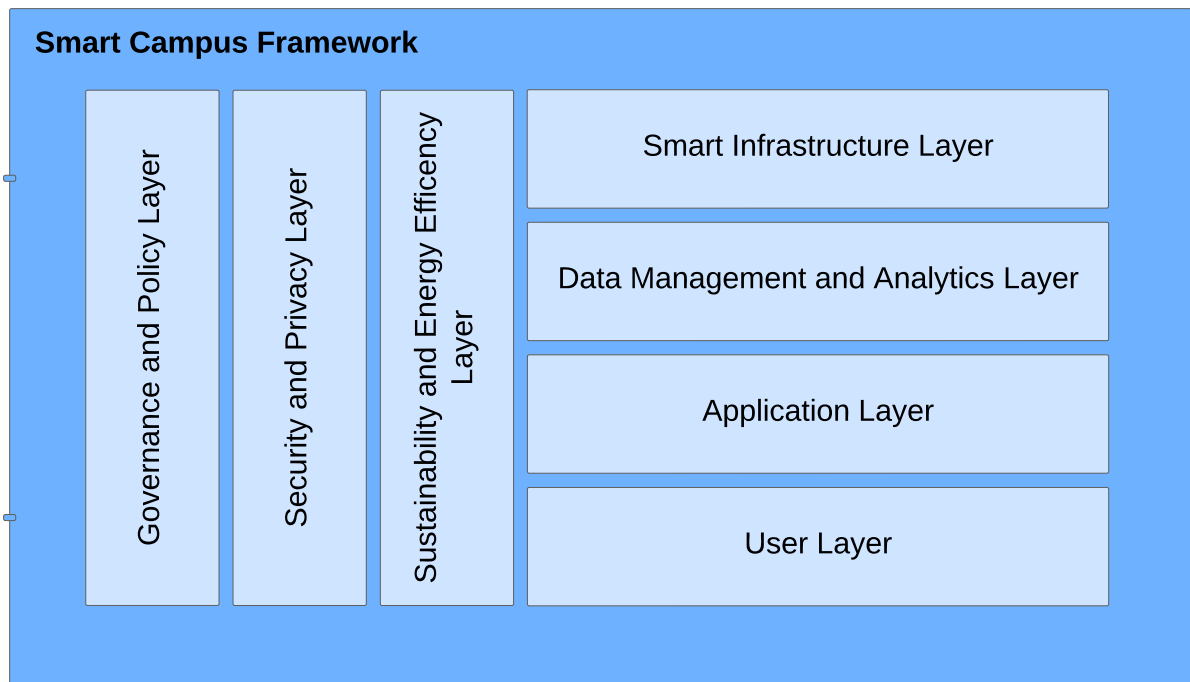 Smart Campus Framework
Governance and Policy Layer
Security and Privacy Layer
Sustainability and Energy Efficency
Layer
Smart Infrastructure Layer
Data Management and Analytics Layer
Application Layer
User Layer